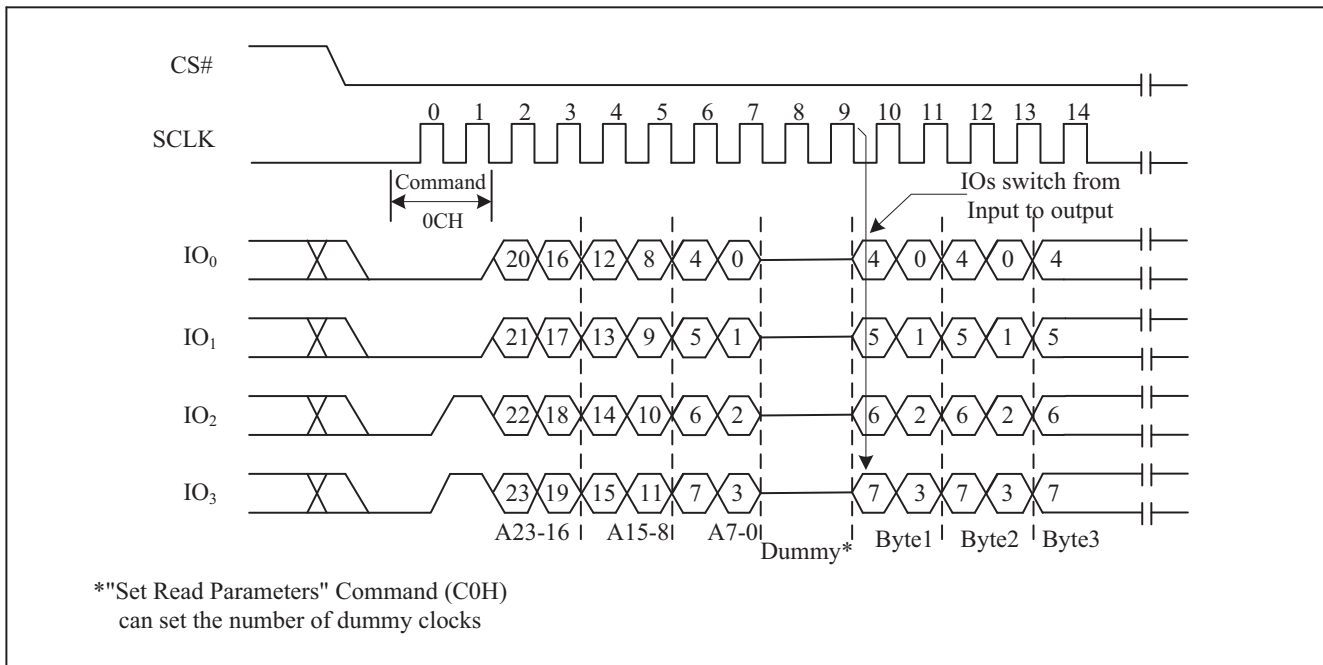 CS#
0 1 2 3 4 5 6 7 8 9 10 11 12 13 14
SCLK
Command
0CH
IOs switch from
Input to output
IO0 20 16 12 8 4 0 4 0 4 0 4
IO1 21 17 13 9 5 1 5 1 5 1 5
IO2 22 18 14 10 6 2 6 2 6 2 6
IO3 23 19 15 11 7 3 7 3 7 3 7
A23-16 A15-8 A7-0 Dummy* Byte1 Byte2 Byte3
*"Set Read Parameters" Command (C0H)
can set the number of dummy clocks